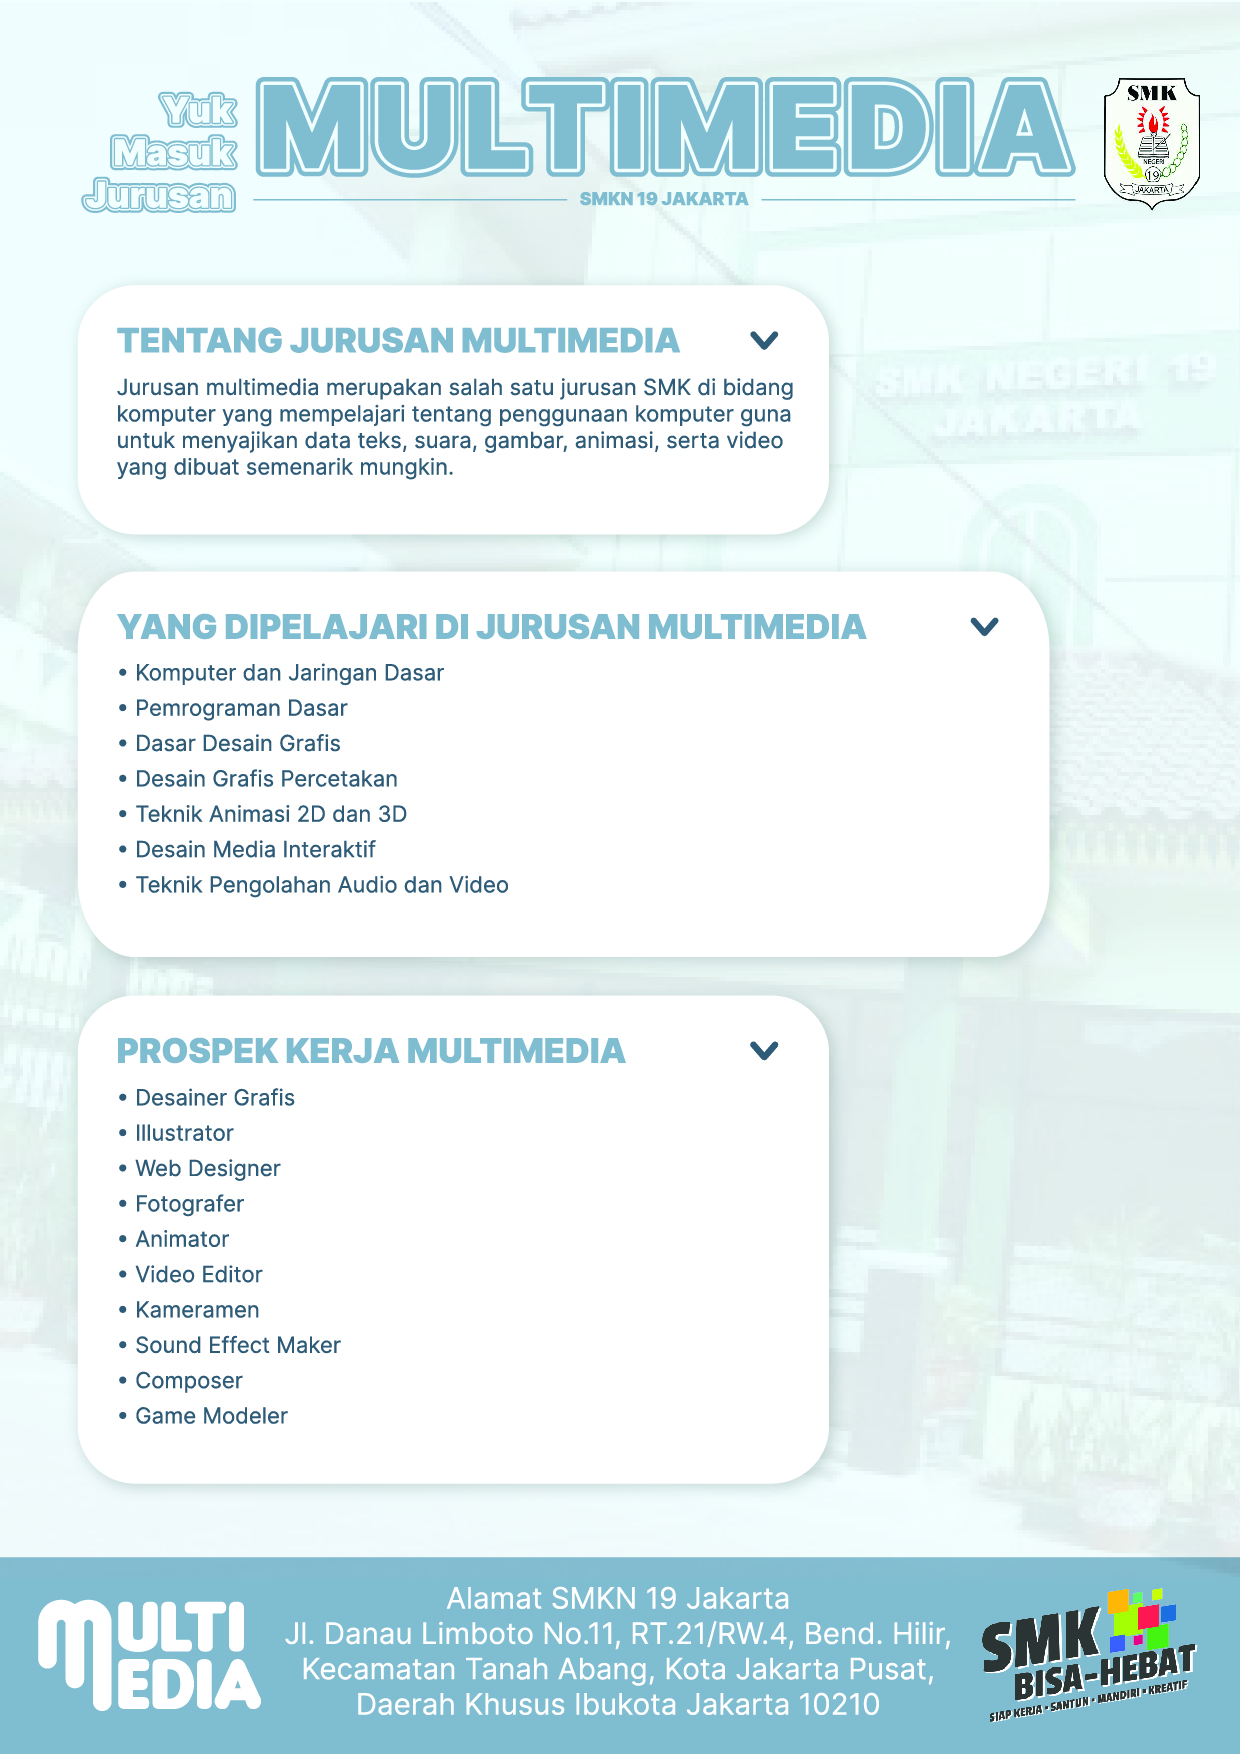 Yuk
Masuk
Jurusan
MULTIMEDIA
SMKN 19 JAKARTA
SMK
NEGERI
19
JAKARTA
TENTANG JURUSAN MULTIMEDIA
Jurusan multimedia merupakan salah satu jurusan SMK di bidang
komputer yang mempelajari tentang penggunaan komputer guna
untuk menyajikan data teks, suara, gambar, animasi, serta video
yang dibuat semenarik mungkin.
SMK NEGERI 19
JAKARTA
YANG DIPELAJARI DI JURUSAN MULTIMEDIA
• Komputer dan Jaringan Dasar
• Pemrograman Dasar
• Dasar Desain Grafis
• Desain Grafis Percetakan
• Teknik Animasi 2D dan 3D
• Desain Media Interaktif
• Teknik Pengolahan Audio dan Video
PROSPEK KERJA MULTIMEDIA
• Desainer Grafis
• Illustrator
• Web Designer
• Fotografer
• Animator
• Video Editor
• Kameramen
• Sound Effect Maker
• Composer
• Game Modeler
MULTI
MEDIA
Alamat SMKN 19 Jakarta
Jl. Danau Limboto No.11, RT.21/RW.4, Bend. Hilir,
Kecamatan Tanah Abang, Kota Jakarta Pusat,
Daerah Khusus Ibukota Jakarta 10210
SMK
BISA-HEBAT
SIAP KERJA • SANTUN • MANDIRI • KREATIF